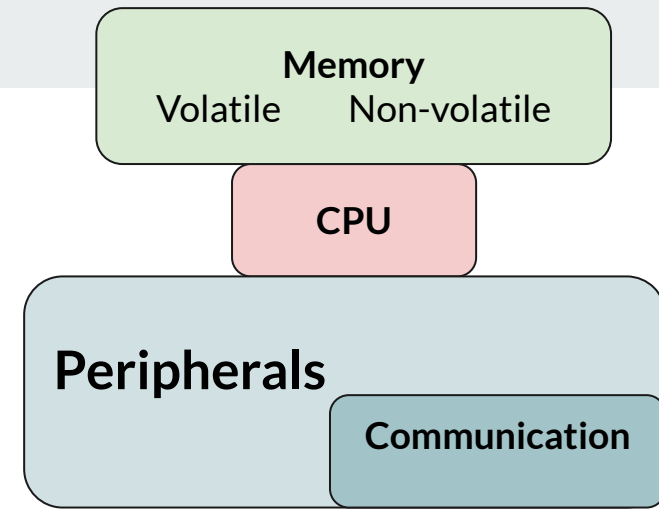 Memory
Volatile Non-volatile
CPU
Peripherals
Communication